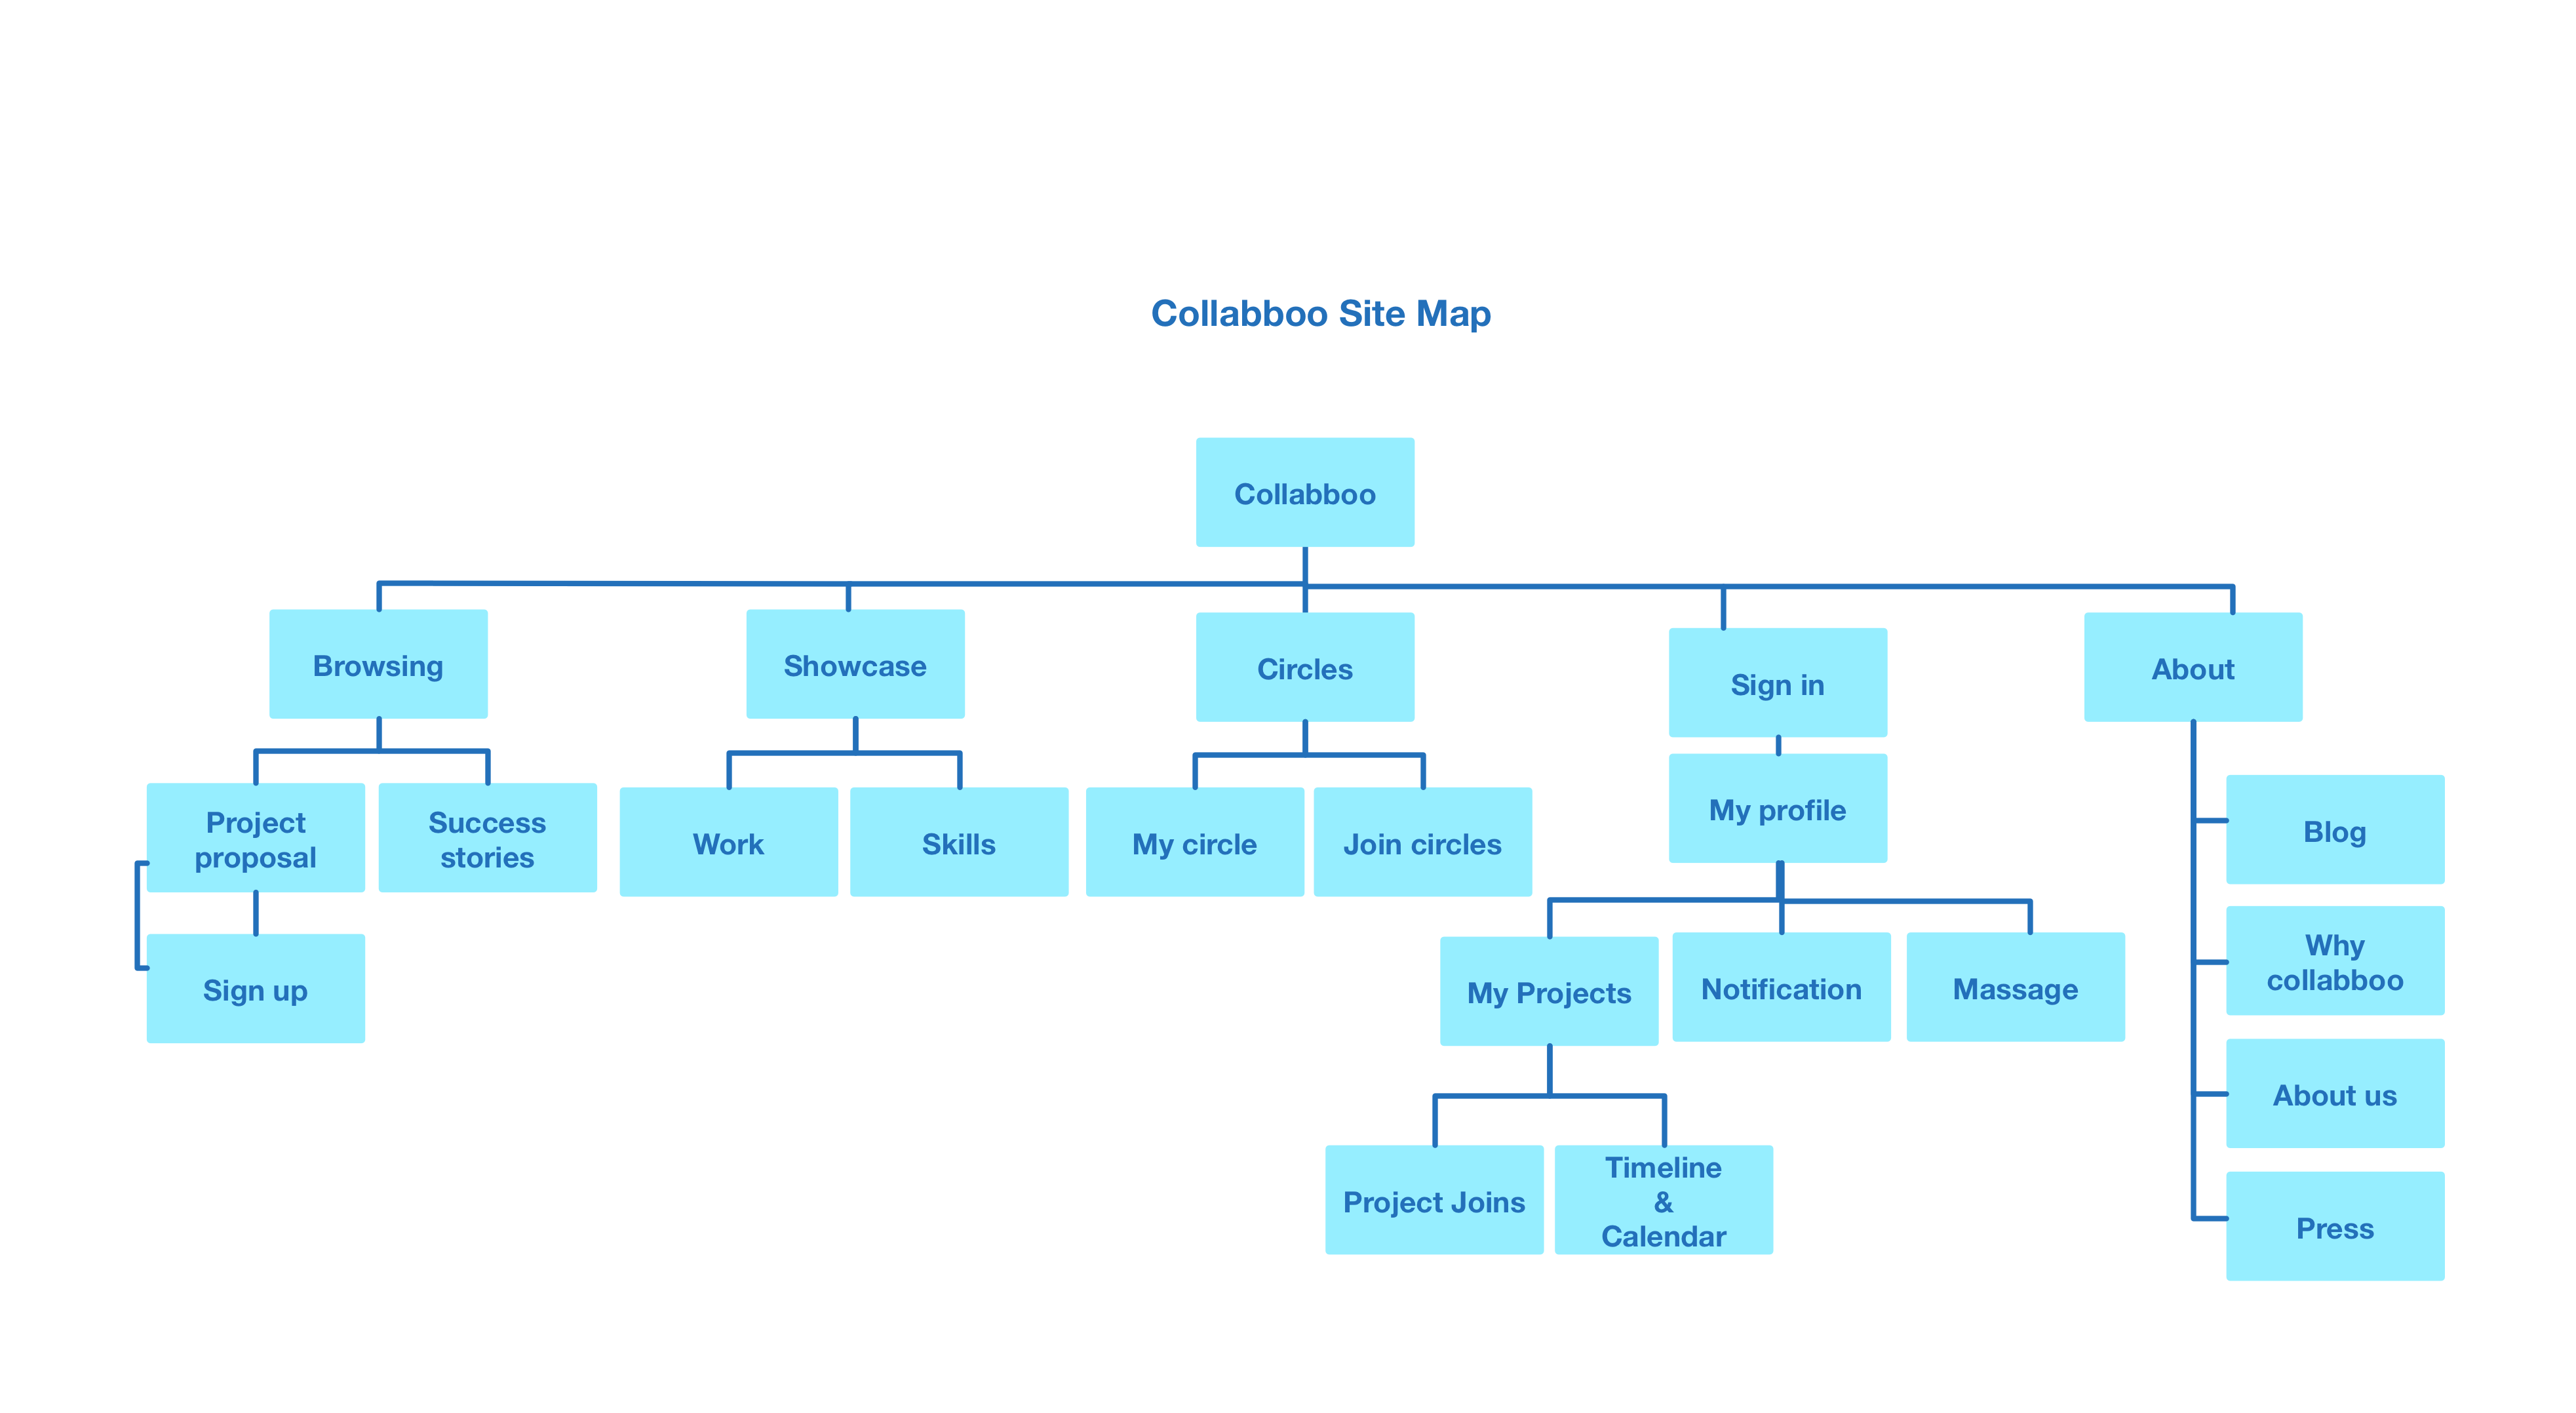 Collabboo Site Map
Collabboo
Browsing
Showcase
Circles
Sign in
About
Project
proposal
Success
stories
Work
Skills
My circle
Join circles
My profile
Blog
Sign up
My Projects
Notification
Massage
Why
collabboo
About us
Project Joins
Timeline
&
Calendar
Press